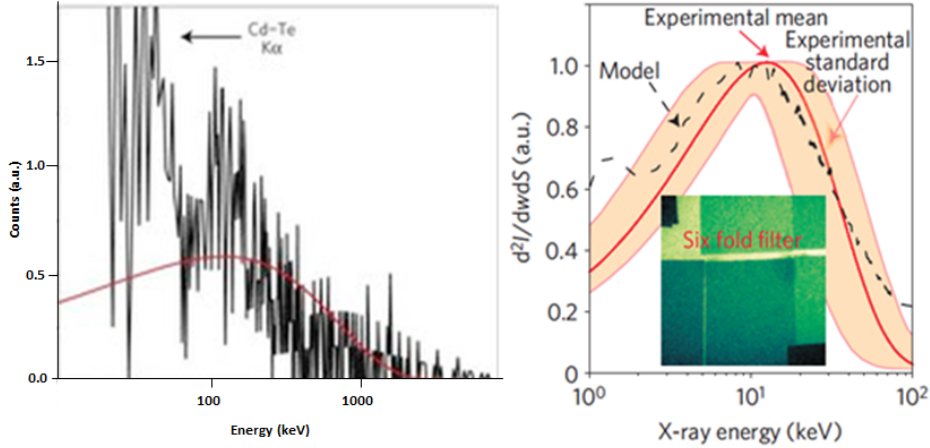 Cd-Te
Kα
1.5
1.0
0.5
0.0
Counts (a.u.)
100
1000
Energy (keV)
Experimental mean
Experimental
standard
deviation
Model
Six fold filter
1.0
0.8
0.6
0.4
0.2
0
d²I/dwdS (a.u.)
10⁰
10¹
10²
X-ray energy (keV)